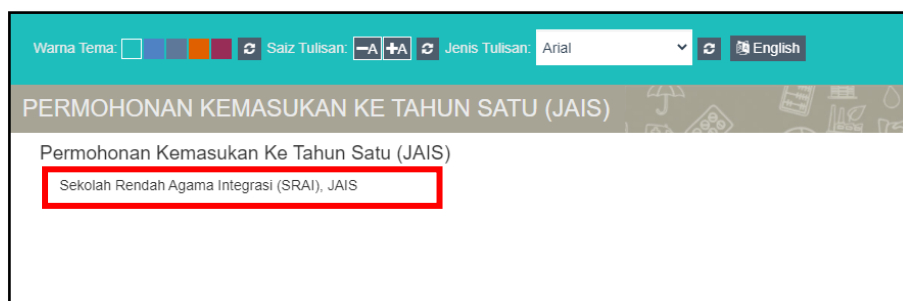 Warna Tema: Saiz Tulisan: -A +A Jenis Tulisan: Arial English
PERMOHONAN KEMASUKAN KE TAHUN SATU (JAIS)
Permohonan Kemasukan Ke Tahun Satu (JAIS)
Sekolah Rendah Agama Integrasi (SRAI), JAIS